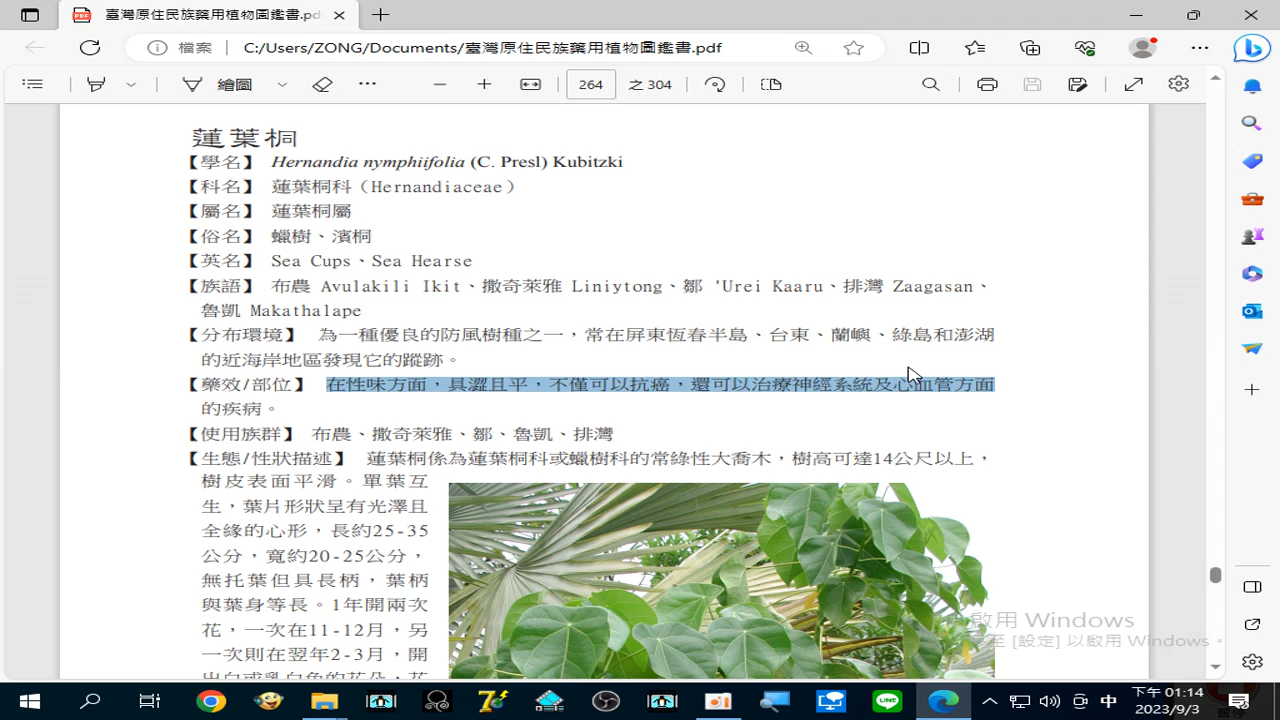 臺灣原住民族藥用植物圖鑑書.pdf
檔案
C:/Users/ZONG/Documents/臺灣原住民族藥用植物圖鑑書.pdf
繪圖
264
之 304
蓮葉桐
【學名】 Hernandia nymphiifolia (C. Presl) Kubitzki
【科名】 蓮葉桐科（Hernandiaceae）
【屬名】 蓮葉桐屬
【俗名】 蠟樹、濱桐
【英名】 Sea Cups、Sea Hearse
【族語】 布農 Avulakili Ikit、撒奇萊雅 Liniytong、鄒 'Urei Kaaru、排灣 Zaagasan、
魯凱 Makathalape
【分布環境】 為一種優良的防風樹種之一，常在屏東恆春半島、台東、蘭嶼、綠島和澎湖
的近海岸地區發現它的蹤跡。
【藥效/部位】 在性味方面，具澀且平，不僅可以抗癌，還可以治療神經系統及心血管方面
的疾病。
【使用族群】 布農、撒奇萊雅、鄒、魯凱、排灣
【生態/性狀描述】 蓮葉桐係為蓮葉桐科或蠟樹科的常綠性大喬木，樹高可達14公尺以上，
樹皮表面平滑。單葉互
生，葉片形狀呈有光澤且
全緣的心形，長約25-35
公分，寬約20-25公分，
無托葉但具長柄，葉柄
與葉身等長。1年開兩次
花，一次在11-12月，另
一次則在翌年2-3月，開
出白或乳白色的花朵，花
啟用 Windows
移至 [設定] 以啟用 Windows。
LINE
中
下午 01:14
2023/9/3